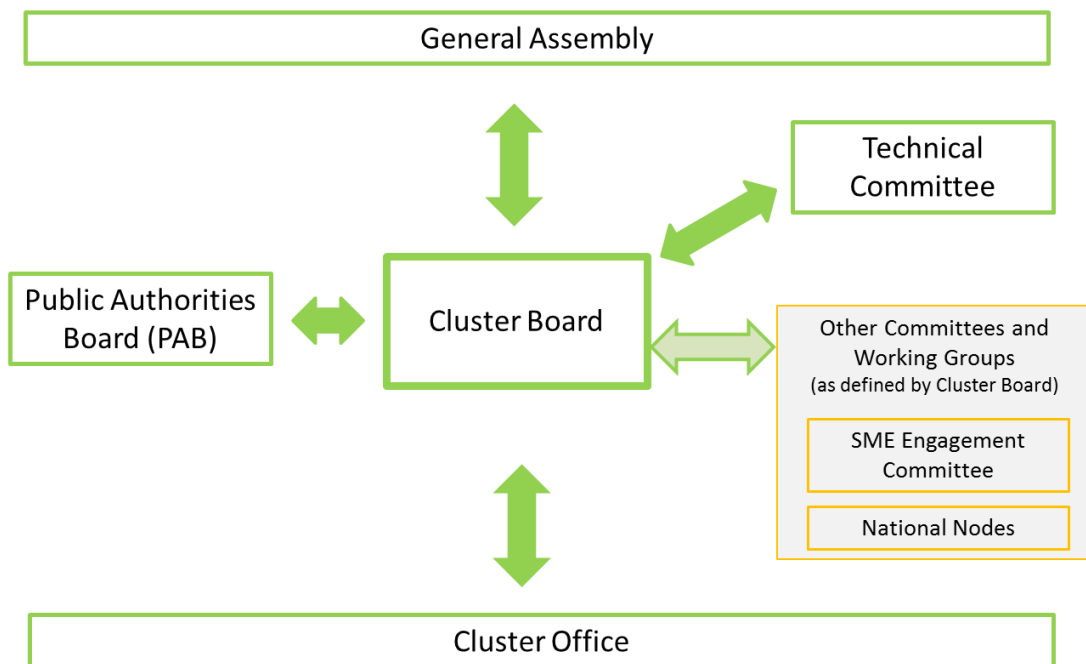 General Assembly
Technical
Committee
Public Authorities
Board (PAB)
Cluster Board
Other Committees and
Working Groups
(as defined by Cluster Board)
SME Engagement
Committee
National Nodes
Cluster Office